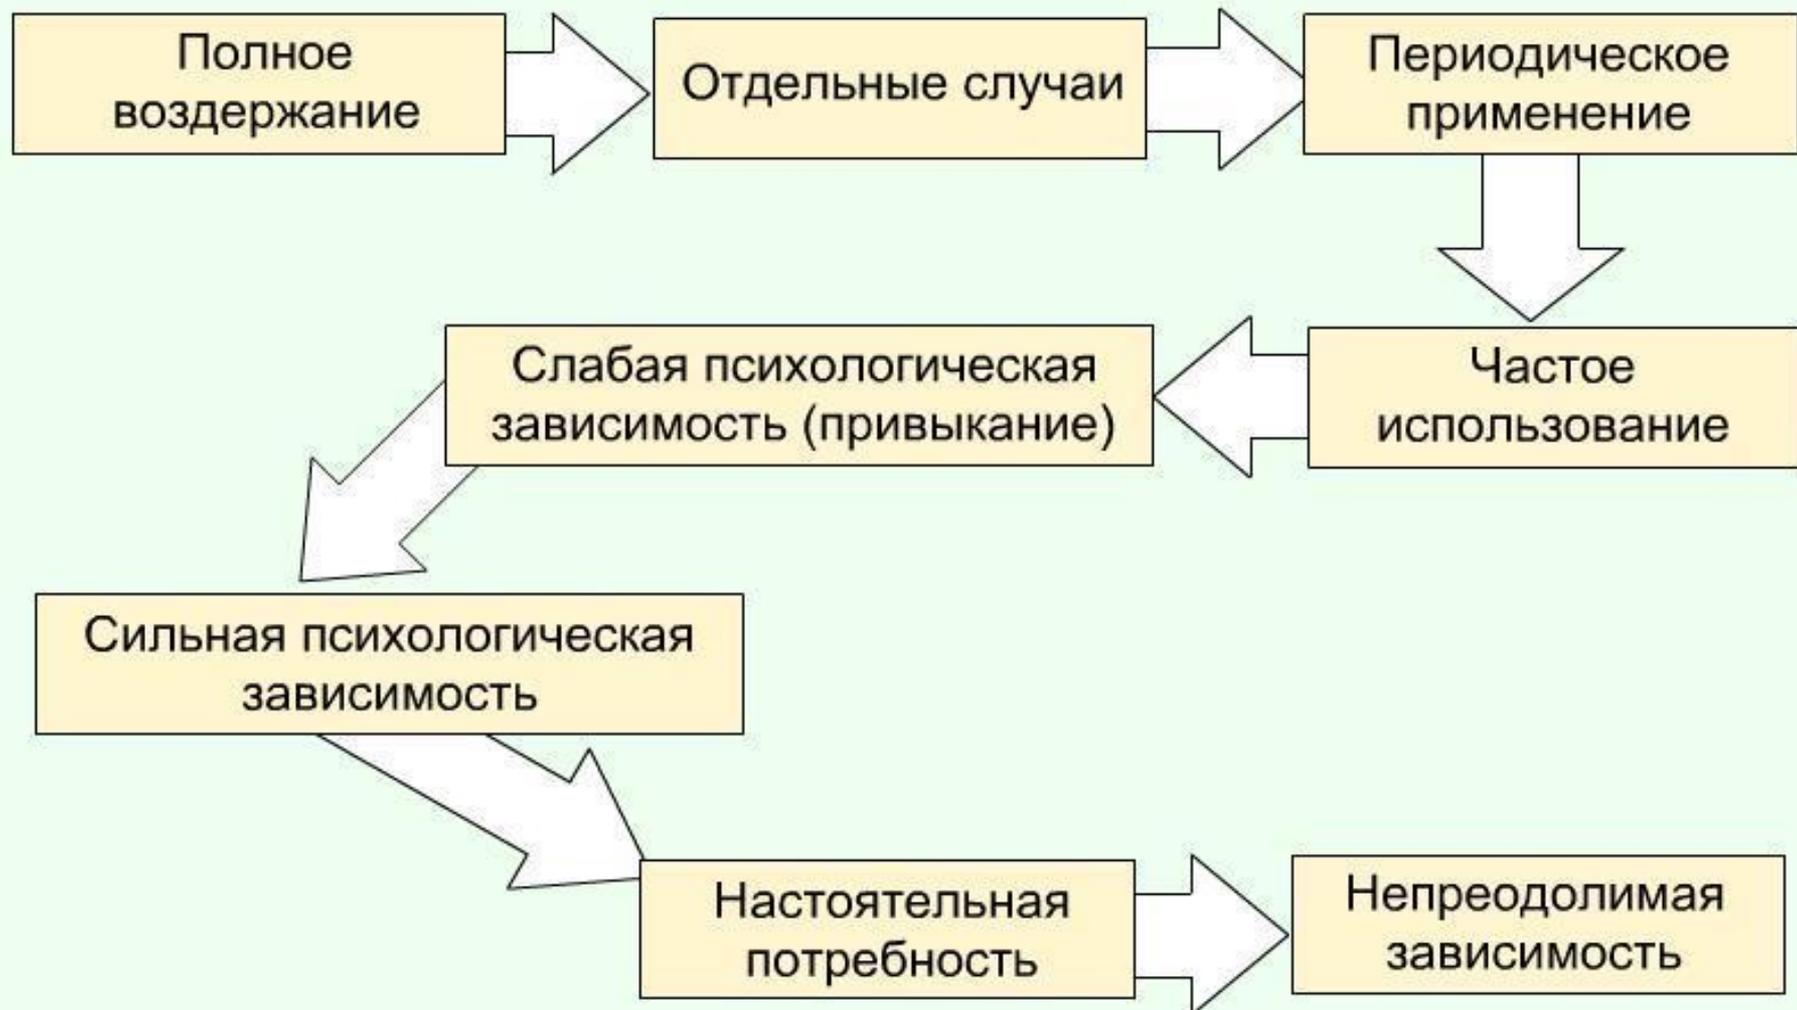 Полное
воздержание
Отдельные случаи
Периодическое
применение
Частое
использование
Слабая психологическая
зависимость (привыкание)
Сильная психологическая
зависимость
Настоятельная
потребность
Непреодолимая
зависимость